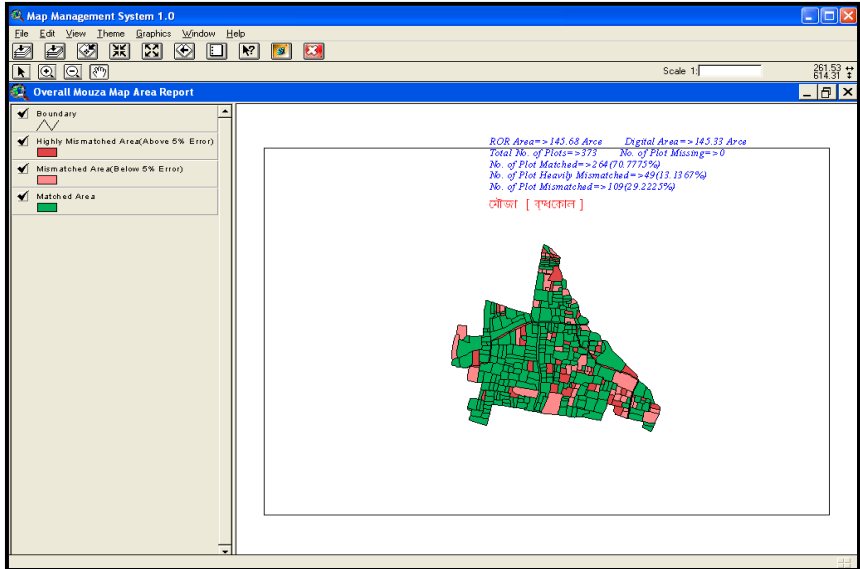 Map Management System 1.0
File Edit View Theme Graphics Window Help
Scale 1:
261.53
614.31
Overall Mouza Map Area Report
Boundary
Highly Mismatched Area(Above 5% Error)
Mismatched Area(Below 5% Error)
Matched Area
ROR Area=>145.68 Arce Digital Area=>145.33 Arce
Total No. of Plots=>373 No. of Plot Missing=>0
No. of Plot Matched=>264(70.7775%)
No. of Plot Heavily Mismatched=>49(13.1367%)
No. of Plot Mismatched=>109(29.2225%)
মৌজা [ ]